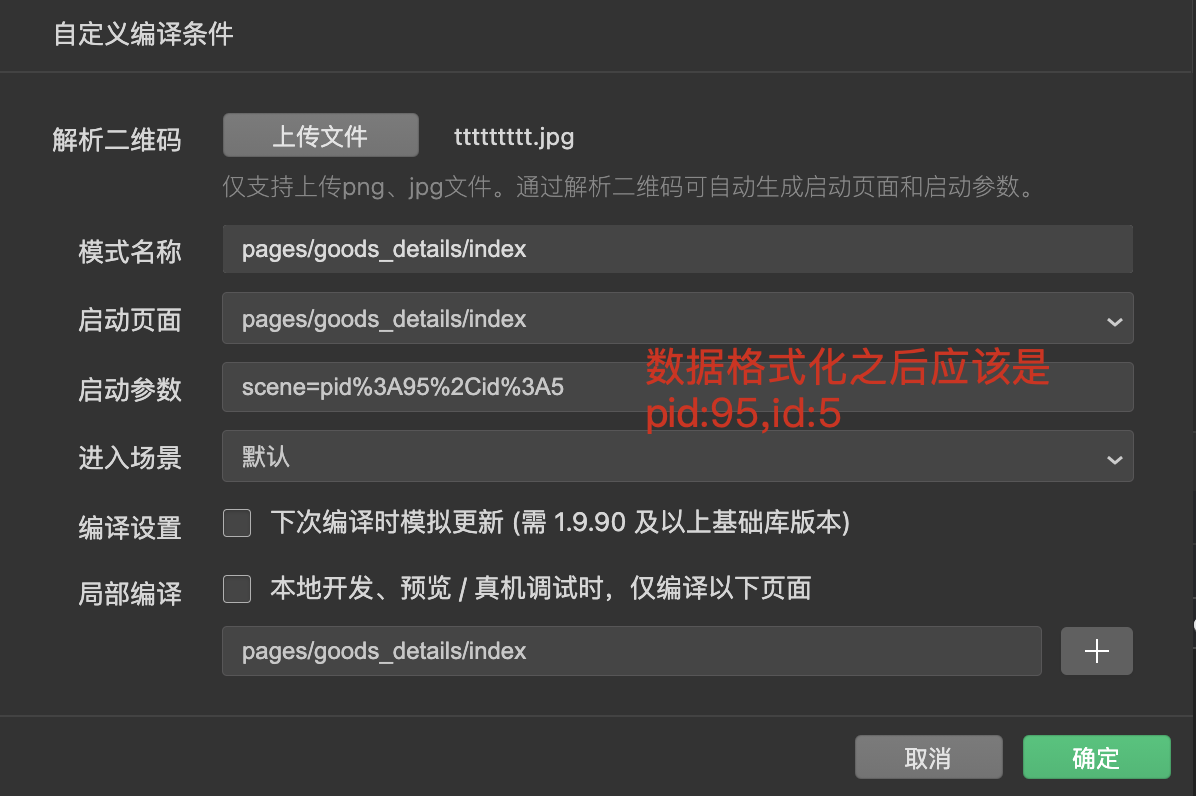 自定义编译条件
解析二维码 上传文件 ttttttttt.jpg
仅支持上传png、jpg文件。通过解析二维码可自动生成启动页面和启动参数。
模式名称 pages/goods_details/index
启动页面 pages/goods_details/index
启动参数 scene=pid%3A95%2Cid%3A5
数据格式化之后应该是
pid:95,id:5
进入场景 默认
编译设置 下次编译时模拟更新 (需 1.9.90 及以上基础库版本)
局部编译 本地开发、预览 / 真机调试时，仅编译以下页面
pages/goods_details/index
取消 确定